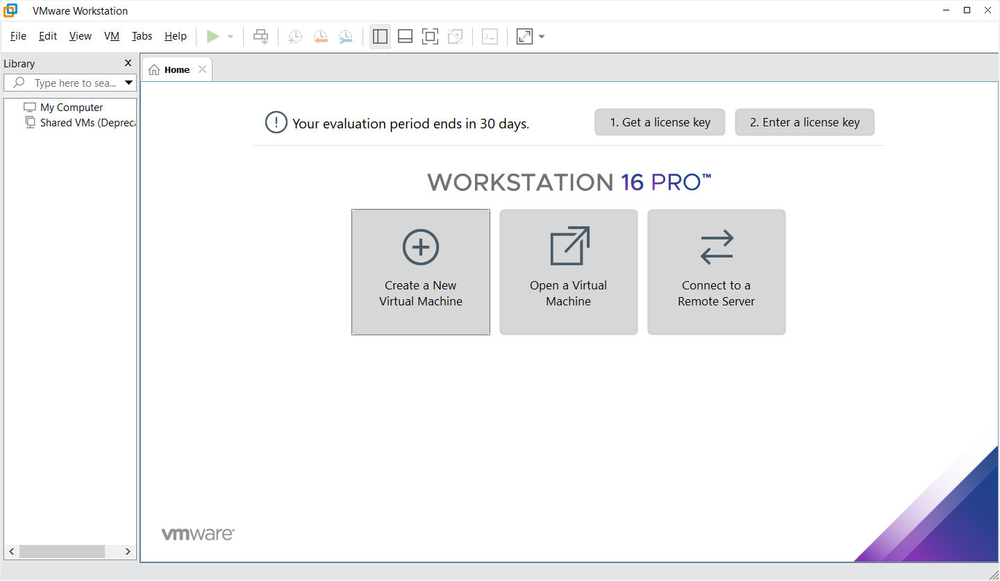 VMware Workstation
File Edit View VM Tabs Help
Library
Type here to sea...
My Computer
Shared VMs (Depreca
Home
! Your evaluation period ends in 30 days.
1. Get a license key
2. Enter a license key
WORKSTATION 16 PRO™
Create a New
Virtual Machine
Open a Virtual
Machine
Connect to a
Remote Server
vmware®